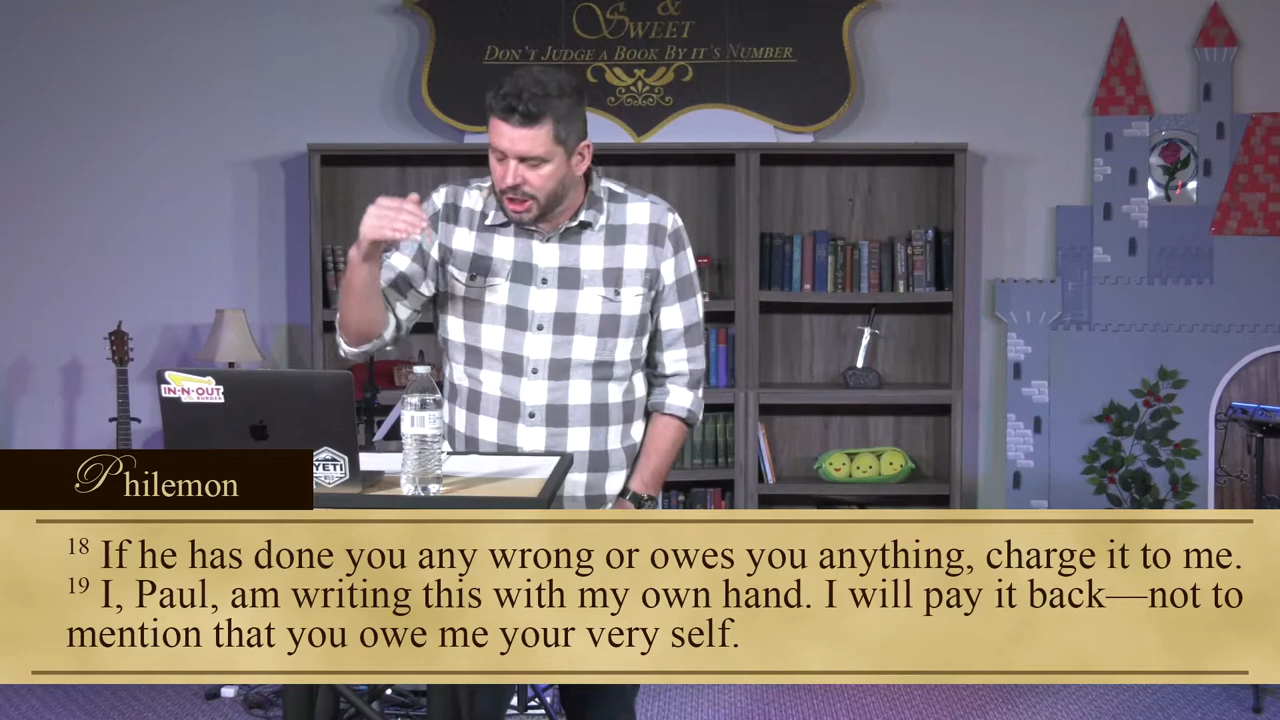 &
Sweet
Don't Judge a Book By it's Number
IN-N-OUT
BURGER
YETI
Philemon
18 If he has done you any wrong or owes you anything, charge it to me.
19 I, Paul, am writing this with my own hand. I will pay it back—not to
mention that you owe me your very self.